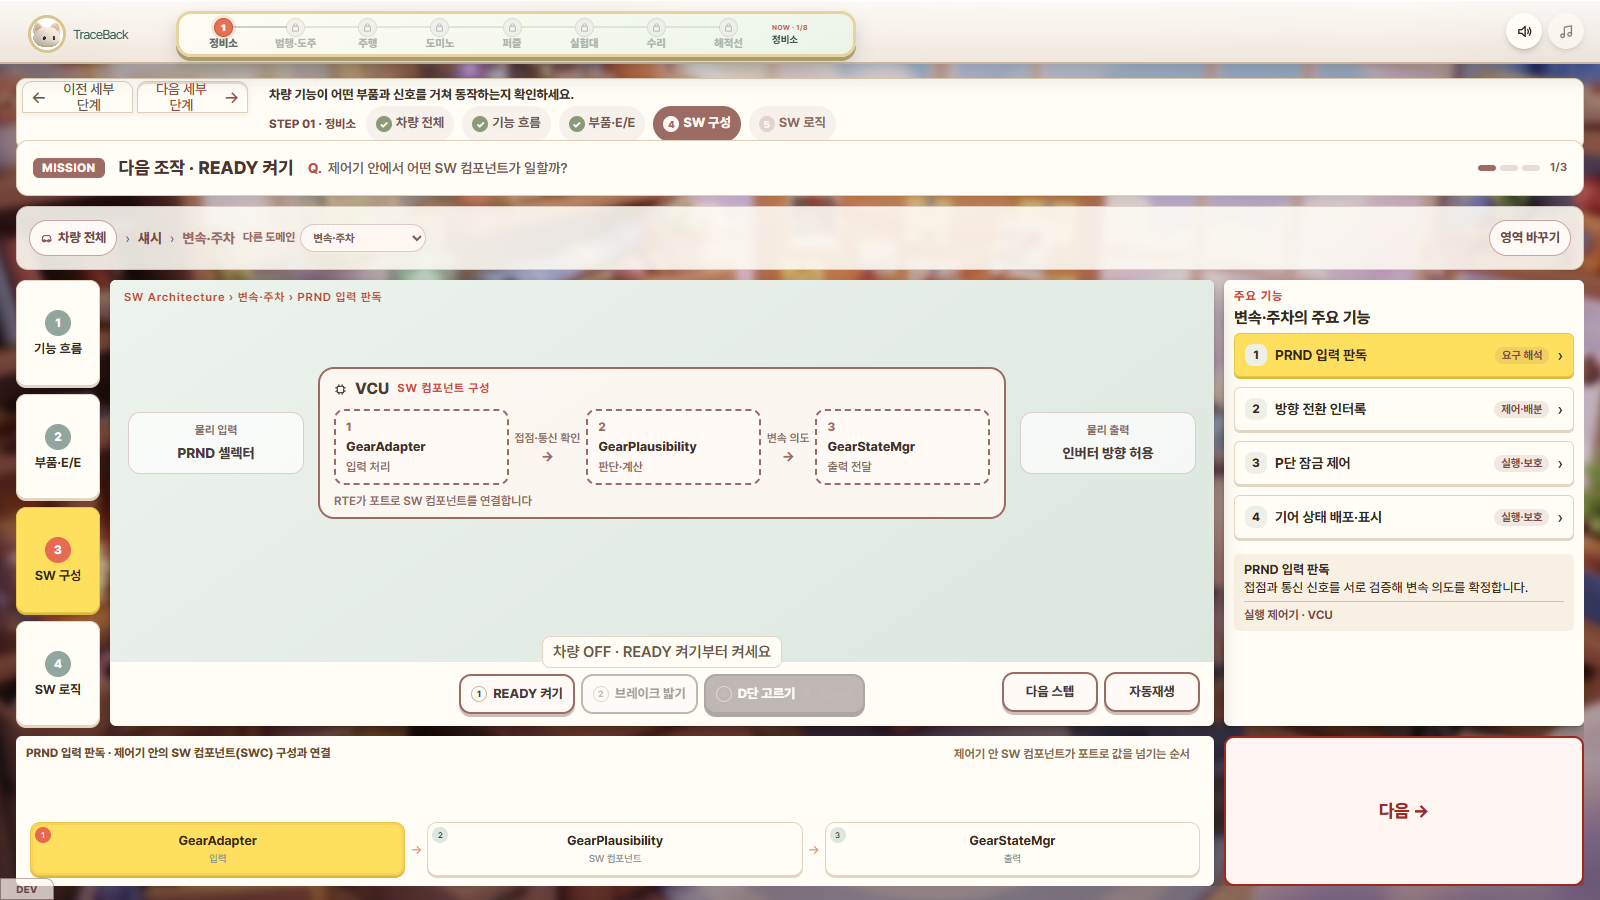 TraceBack
1
정비소
범행·도주
주행
도미노
퍼즐
실험대
수리
해적선
NOW · 1/8
정비소
← 이전 세부 단계
다음 세부 단계 →
차량 기능이 어떤 부품과 신호를 거쳐 동작하는지 확인하세요.
STEP 01 · 정비소
차량 전체
기능 흐름
부품·E/E
4 SW 구성
5 SW 로직
MISSION
다음 조작 · READY 켜기
Q. 제어기 안에서 어떤 SW 컴포넌트가 일할까?
1/3
차량 전체 › 섀시 › 변속·주차 다른 도메인 변속·주차
영역 바꾸기
1
기능 흐름
2
부품·E/E
3
SW 구성
4
SW 로직
SW Architecture › 변속·주차 › PRND 입력 판독
물리 입력
PRND 셀렉터
VCU SW 컴포넌트 구성
1
GearAdapter
입력 처리
접점·통신 확인
→
2
GearPlausibility
판단·계산
변속 의도
→
3
GearStateMgr
출력 전달
RTE가 포트로 SW 컴포넌트를 연결합니다
물리 출력
인버터 방향 허용
차량 OFF · READY 켜기부터 켜세요
1 READY 켜기
2 브레이크 밟기
D단 고르기
다음 스텝
자동재생
주요 기능
변속·주차의 주요 기능
1 PRND 입력 판독 요구 해석 ›
2 방향 전환 인터록 제어·배분 ›
3 P단 잠금 제어 실행·보호 ›
4 기어 상태 배포·표시 실행·보호 ›
PRND 입력 판독
접점과 통신 신호를 서로 검증해 변속 의도를 확정합니다.
실행 제어기 · VCU
PRND 입력 판독 · 제어기 안의 SW 컴포넌트(SWC) 구성과 연결
제어기 안 SW 컴포넌트가 포트로 값을 넘기는 순서
1
GearAdapter
입력
→
2
GearPlausibility
SW 컴포넌트
→
3
GearStateMgr
출력
다음 →
DEV